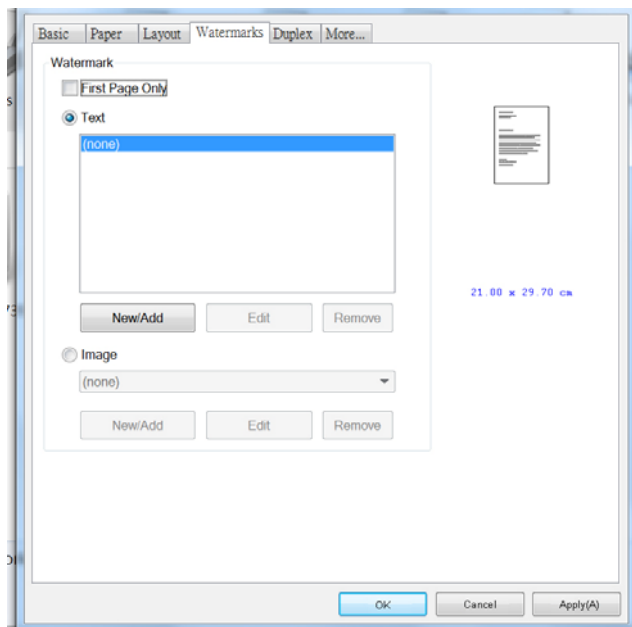 Basic Paper Layout Watermarks Duplex More...
Watermark
First Page Only
Text
(none)
21.00 x 29.70 cm
New/Add Edit Remove
Image
(none)
New/Add Edit Remove
OK Cancel Apply(A)